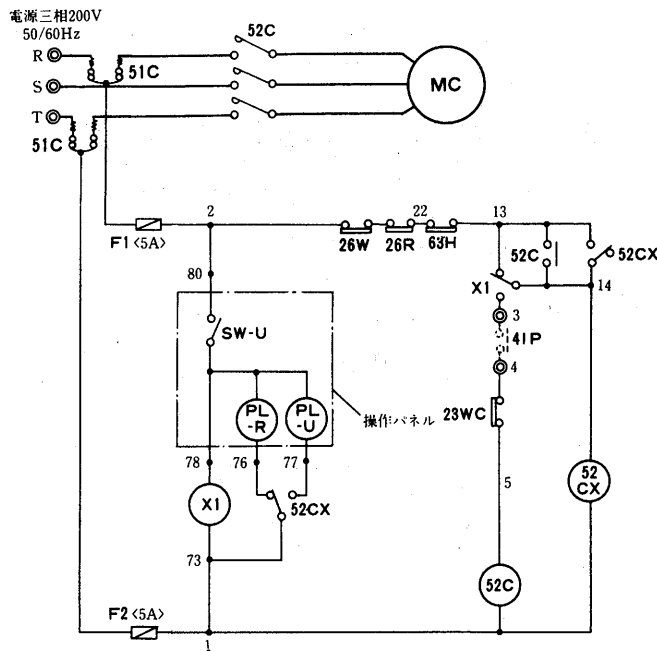 電源三相200V
50/60Hz
R
S
T
51C
51C
52C
MC
F1<5A>
2
26W
26R
22
63H
13
52C
52CX
X1
14
80
SW-U
3
41P
4
PL
-R
PL
-U
操作パネル
23WC
78
76
77
X1
52CX
5
52
CX
73
52C
F2<5A>
1